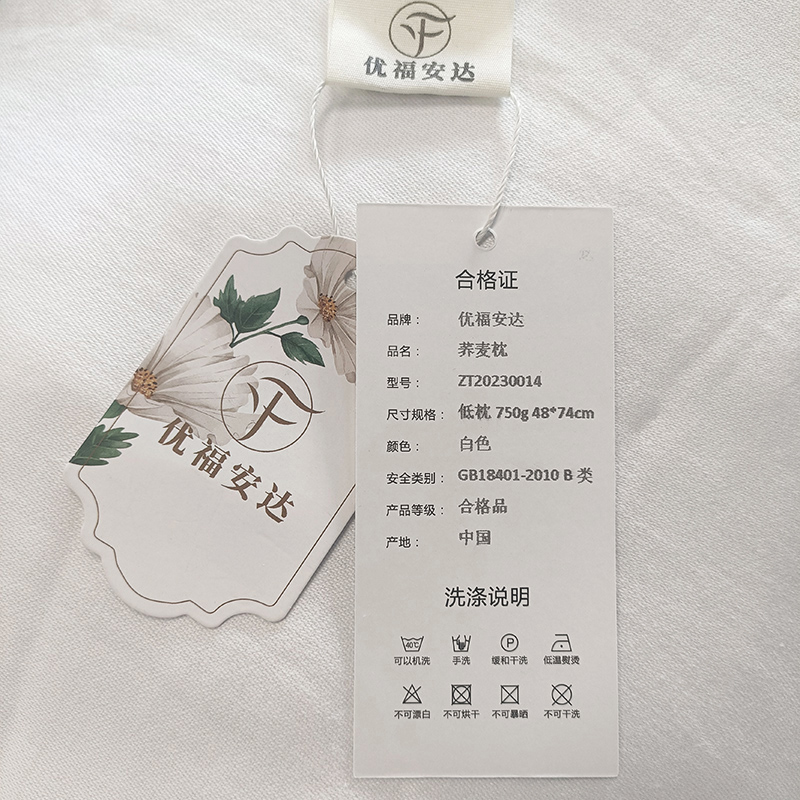 优福安达
优福安达
合格证
品牌： 优福安达
品名： 荞麦枕
型号： ZT20230014
尺寸规格： 低枕 750g 48*74cm
颜色： 白色
安全类别： GB18401-2010 B 类
产品等级： 合格品
产地： 中国
洗涤说明
40℃ P
可以机洗 手洗 缓和干洗 低温熨烫
不可漂白 不可烘干 不可暴晒 不可干洗